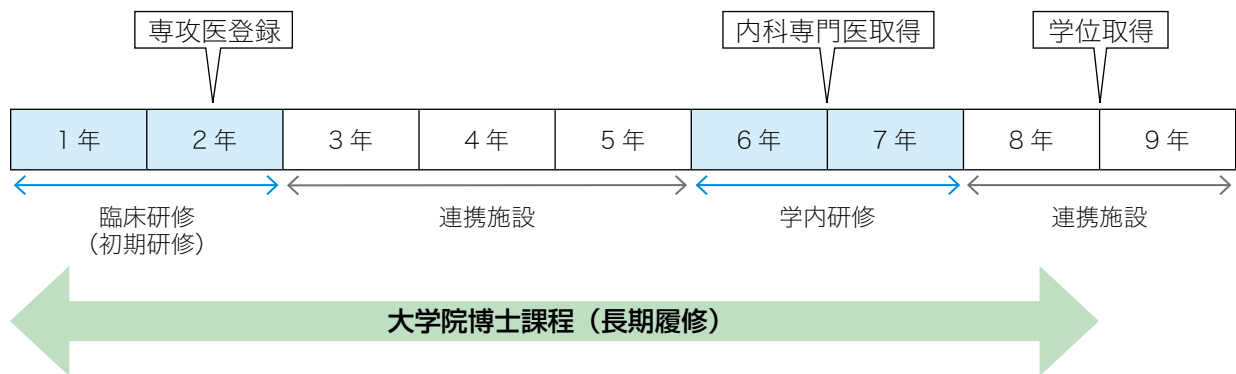 専攻医登録
内科専門医取得
学位取得
1年
2年
3年
4年
5年
6年
7年
8年
9年
臨床研修
（初期研修）
連携施設
学内研修
連携施設
大学院博士課程（長期履修）